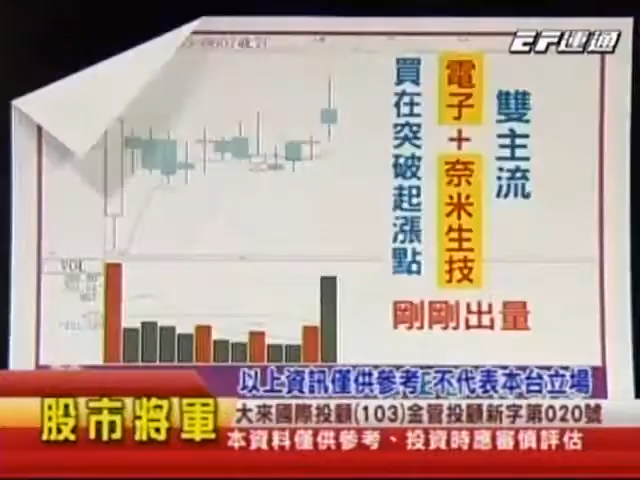 EF運通
雙主流
電子+奈米生技
買在突破起漲點
剛剛出量
VOL
以上資訊僅供參考 不代表本台立場
股市將軍
大來國際投顧(103)金管投顧新字第020號
本資料僅供參考、投資時應審慎評估